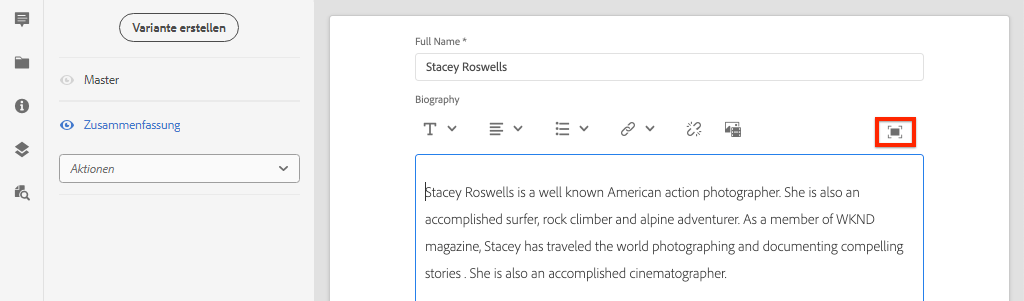 Variante erstellen
Master
Zusammenfassung
Aktionen
Full Name *
Stacey Roswells
Biography
T
Stacey Roswells is a well known American action photographer. She is also an
accomplished surfer, rock climber and alpine adventurer. As a member of WKND
magazine, Stacey has traveled the world photographing and documenting compelling
stories . She is also an accomplished cinematographer.